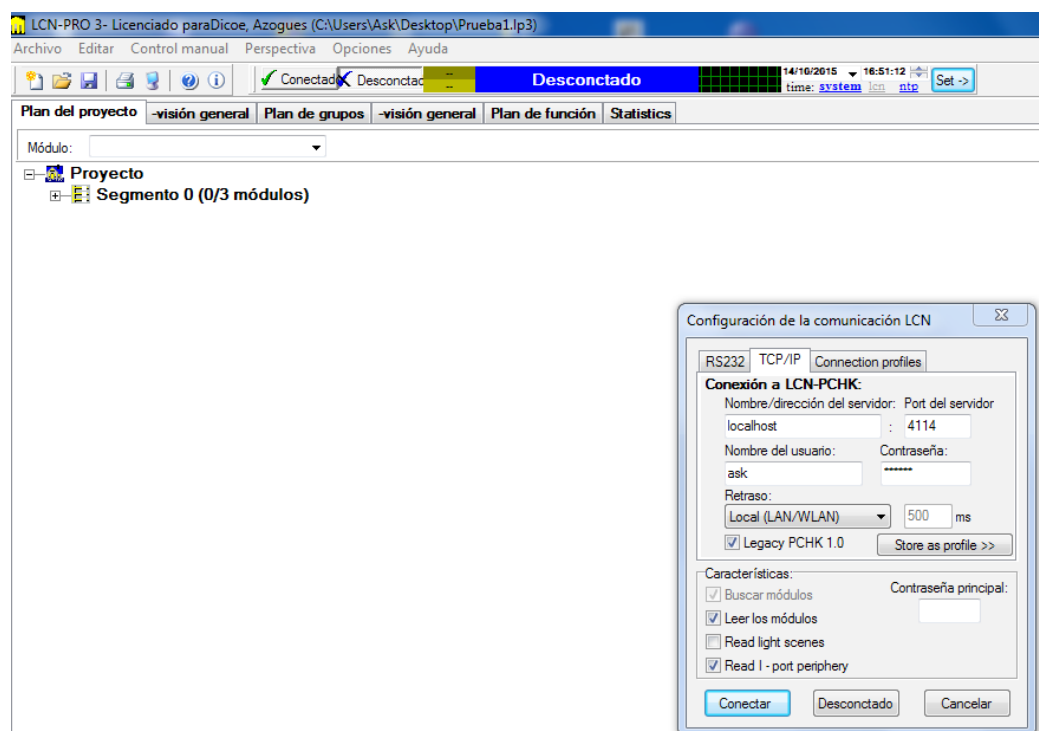 LCN-PRO 3- Licenciado paraDicoe, Azogues (C:\Users\Ask\Desktop\Prueba1.lp3)
Archivo Editar Control manual Perspectiva Opciones Ayuda
Conectado Desconctac -- -- Desconctado 14/10/2015 16:51:12 Set ->
time: system lcn ntp
Plan del proyecto -visión general Plan de grupos -visión general Plan de función Statistics
Módulo:
Proyecto
Segmento 0 (0/3 módulos)
Configuración de la comunicación LCN
RS232 TCP/IP Connection profiles
Conexión a LCN-PCHK:
Nombre/dirección del servidor: Port del servidor
localhost : 4114
Nombre del usuario: Contraseña:
ask ******
Retraso:
Local (LAN/WLAN) 500 ms
Legacy PCHK 1.0 Store as profile >>
Características:
Buscar módulos Contraseña principal:
Leer los módulos
Read light scenes
Read I - port periphery
Conectar Desconctado Cancelar